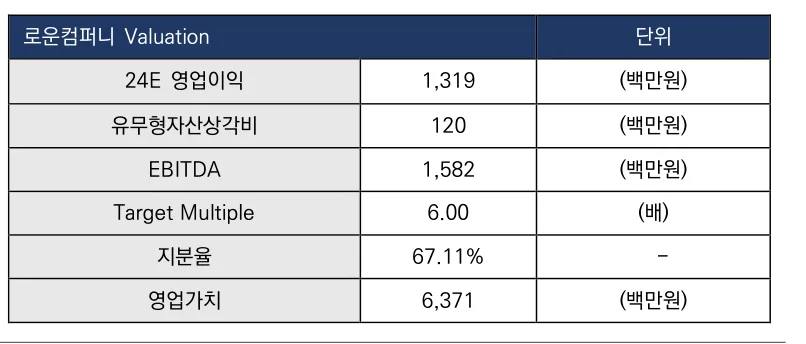 로운컴퍼니 Valuation 단위
24E 영업이익 1,319 (백만원)
유무형자산상각비 120 (백만원)
EBITDA 1,582 (백만원)
Target Multiple 6.00 (배)
지분율 67.11% -
영업가치 6,371 (백만원)